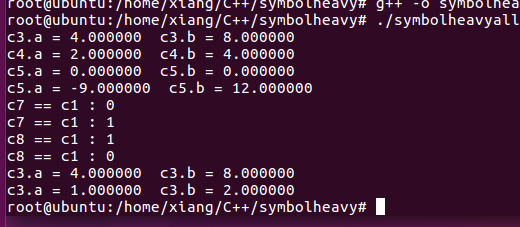 root@ubuntu:/home/xiang/C++/symbolheavy# g++ -o symbolheavy
root@ubuntu:/home/xiang/C++/symbolheavy# ./symbolheavyall
c3.a = 4.000000  c3.b = 8.000000
c4.a = 2.000000  c4.b = 4.000000
c5.a = 0.000000  c5.b = 0.000000
c5.a = -9.000000  c5.b = 12.000000
c7 == c1 : 0
c7 == c1 : 1
c8 == c1 : 1
c8 == c1 : 0
c3.a = 4.000000  c3.b = 8.000000
c3.a = 1.000000  c3.b = 2.000000
root@ubuntu:/home/xiang/C++/symbolheavy#